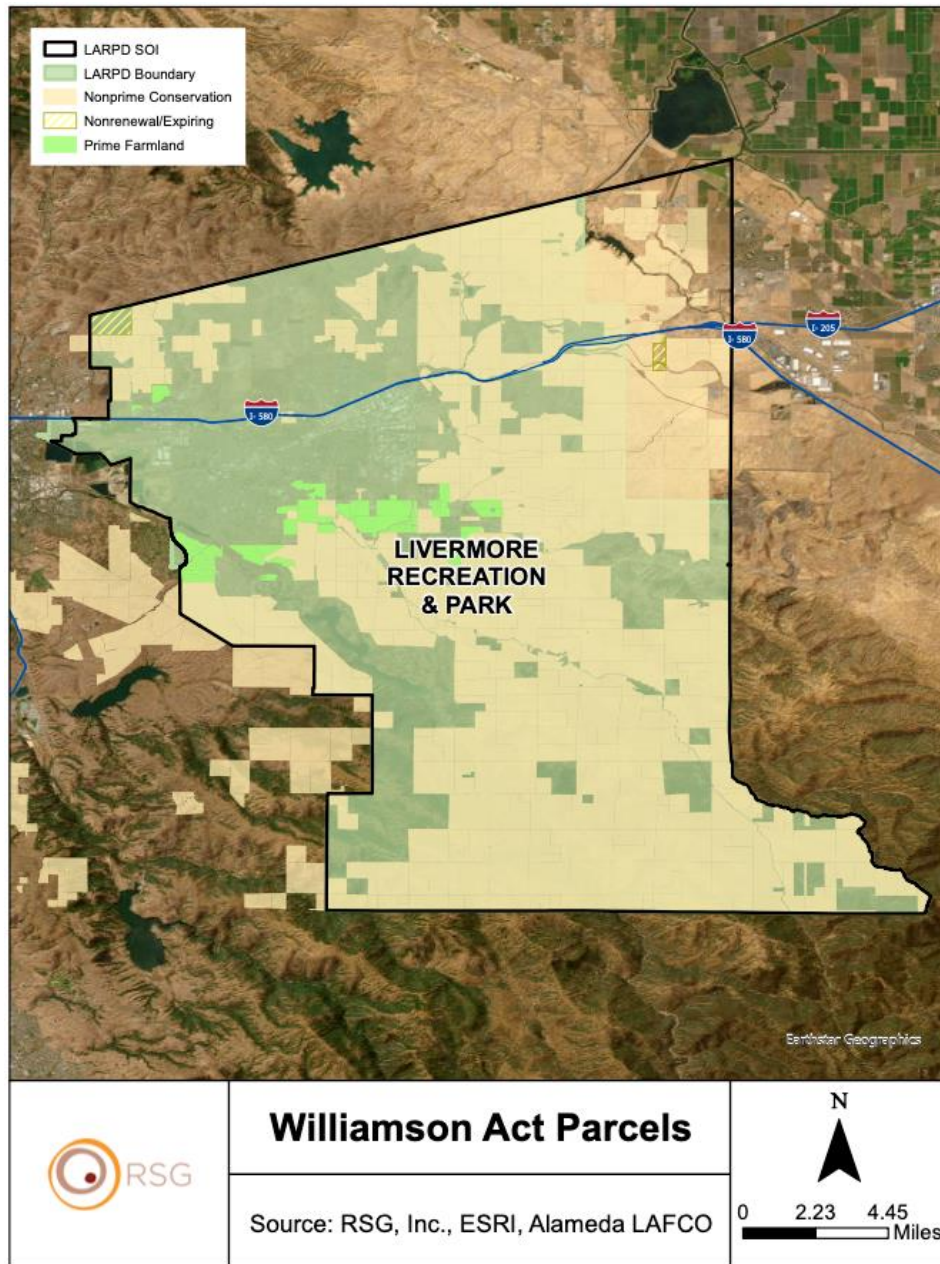 LARPD SOI
LARPD Boundary
Nonprime Conservation
Nonrenewal/Expiring
Prime Farmland
I- 205
I- 580
I- 580
LIVERMORE
RECREATION
& PARK
Earthstar Geographics
RSG
Williamson Act Parcels
Source: RSG, Inc., ESRI, Alameda LAFCO
N
0 2.23 4.45
Miles